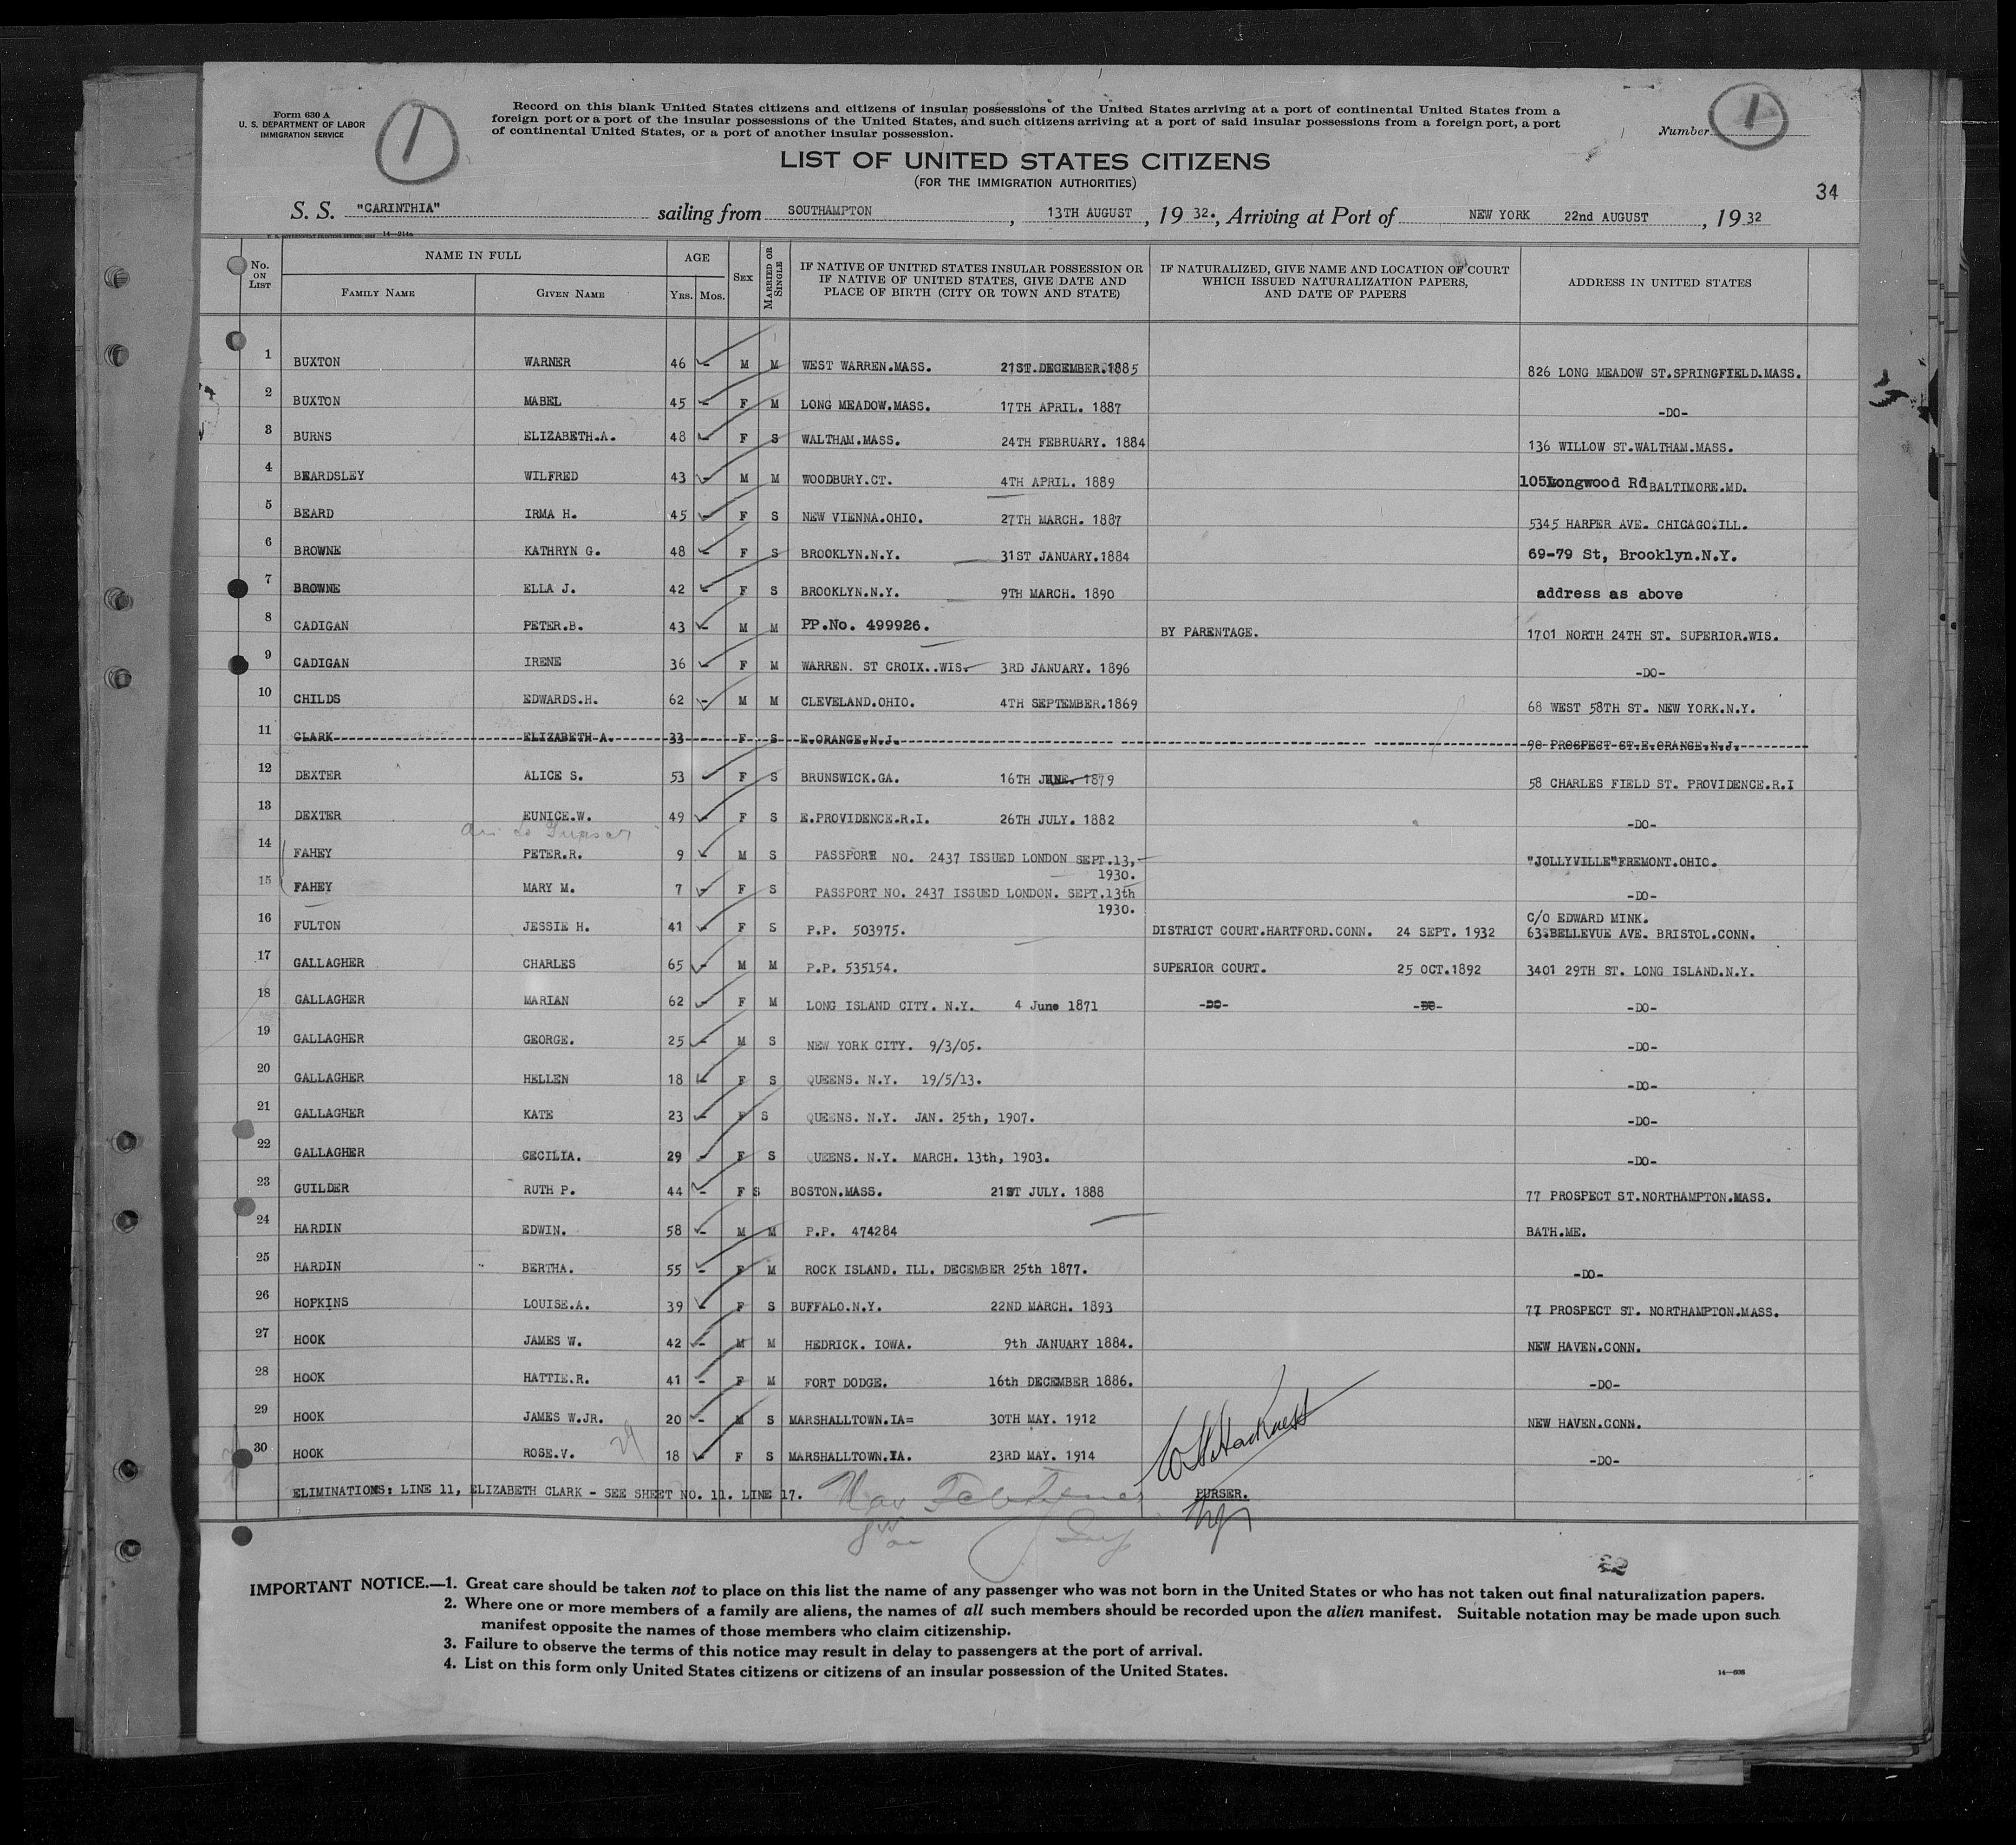 Form 630 A
U. S. DEPARTMENT OF LABOR
IMMIGRATION SERVICE
1
Record on this blank United States citizens and citizens of insular possessions of the United States arriving at a port of continental United States from a
foreign port or a port of the insular possessions of the United States, and such citizens arriving at a port of said insular possessions from a foreign port, a port
of continental United States, or a port of another insular possession.
Number 1
LIST OF UNITED STATES CITIZENS
(FOR THE IMMIGRATION AUTHORITIES)
34
S. S. "CARINTHIA" sailing from SOUTHAMPTON, 13TH AUGUST, 19 32., Arriving at Port of NEW YORK 22nd AUGUST, 19 32
14—214a
No. ON LIST NAME IN FULL FAMILY NAME GIVEN NAME AGE YRS. MOS. SEX MARRIED OR SINGLE
IF NATIVE OF UNITED STATES INSULAR POSSESSION OR IF NATIVE OF UNITED STATES, GIVE DATE AND PLACE OF BIRTH (CITY OR TOWN AND STATE)
IF NATURALIZED, GIVE NAME AND LOCATION OF COURT WHICH ISSUED NATURALIZATION PAPERS, AND DATE OF PAPERS
ADDRESS IN UNITED STATES
1 BUXTON WARNER 46 M M WEST WARREN.MASS. 21ST.DECEMBER.1885 826 LONG MEADOW ST.SPRINGFIELD.MASS.
2 BUXTON MABEL 45 F M LONG MEADOW.MASS. 17TH APRIL. 1887 -DO-
3 BURNS ELIZABETH.A. 48 F S WALTHAM.MASS. 24TH FEBRUARY. 1884 136 WILLOW ST.WALTHAM.MASS.
4 BEARDSLEY WILFRED 43 M M WOODBURY.CT. 4TH APRIL. 1889 105 Longwood Rd BALTIMORE.MD.
5 BEARD IRMA H. 45 F S NEW VIENNA.OHIO. 27TH MARCH. 1887 5345 HARPER AVE. CHICAGO.ILL.
6 BROWNE KATHRYN G. 48 F S BROOKLYN.N.Y. 31ST JANUARY.1884 69-79 St, Brooklyn.N.Y.
7 BROWNE ELLA J. 42 F S BROOKLYN.N.Y. 9TH MARCH. 1890 address as above
8 CADIGAN PETER.B. 43 M M PP.No. 499926. BY PARENTAGE. 1701 NORTH 24TH ST. SUPERIOR.WIS.
9 CADIGAN IRENE 36 F M WARREN. ST CROIX..WIS. 3RD JANUARY. 1896 -DO-
10 CHILDS EDWARDS.H. 62 M M CLEVELAND.OHIO. 4TH SEPTEMBER.1869 68 WEST 58TH ST. NEW YORK.N.Y.
11 CLARK ELIZABETH A. 33 F S E.ORANGE.N.J. 90 PROSPECT ST.E.ORANGE.N.J.
12 DEXTER ALICE S. 53 F S BRUNSWICK.GA. 16TH JUNE. 1879 58 CHARLES FIELD ST. PROVIDENCE.R.I
13 DEXTER EUNICE.W. 49 F S E.PROVIDENCE.R.I. 26TH JULY. 1882 -DO-
14 FAHEY PETER.R. 9 M S PASSPORT NO. 2437 ISSUED LONDON SEPT.13, 1930. "JOLLYVILLE"FREMONT.OHIO.
15 FAHEY MARY M. 7 F S PASSPORT NO. 2437 ISSUED LONDON. SEPT.13th 1930. -DO-
16 FULTON JESSIE H. 41 F S P.P. 503975. DISTRICT COURT.HARTFORD.CONN. 24 SEPT. 1932 C/O EDWARD MINK. 63 BELLEVUE AVE. BRISTOL.CONN.
17 GALLAGHER CHARLES 65 M M P.P. 535154. SUPERIOR COURT. 25 OCT.1892 3401 29TH ST. LONG ISLAND.N.Y.
18 GALLAGHER MARIAN 62 F M LONG ISLAND CITY. N.Y. 4 June 1871 -DO- -DO- -DO-
19 GALLAGHER GEORGE. 25 M S NEW YORK CITY. 9/3/05. -DO-
20 GALLAGHER HELLEN 18 F S QUEENS. N.Y. 19/5/13. -DO-
21 GALLAGHER KATE 23 F S QUEENS. N.Y. JAN. 25th, 1907. -DO-
22 GALLAGHER CECILIA. 29 F S QUEENS. N.Y. MARCH. 13th, 1903. -DO-
23 GUILDER RUTH P. 44 F S BOSTON.MASS. 21ST JULY. 1888 77 PROSPECT ST.NORTHAMPTON.MASS.
24 HARDIN EDWIN. 58 M M P.P. 474284 BATH.ME.
25 HARDIN BERTHA. 55 F M ROCK ISLAND. ILL. DECEMBER 25th 1877. -DO-
26 HOPKINS LOUISE.A. 39 F S BUFFALO.N.Y. 22ND MARCH. 1893 77 PROSPECT ST. NORTHAMPTON.MASS.
27 HOOK JAMES W. 42 M M HEDRICK. IOWA. 9th JANUARY 1884. NEW HAVEN.CONN.
28 HOOK HATTIE.R. 41 F M FORT DODGE. 16th DECEMBER 1886. -DO-
29 HOOK JAMES W.JR. 20 M S MARSHALLTOWN.IA= 30TH MAY. 1912 NEW HAVEN.CONN.
30 HOOK ROSE.V. 29 18 F S MARSHALLTOWN.IA. 23RD MAY. 1914 -DO-
ELIMINATIONS: LINE 11, ELIZABETH CLARK - SEE SHEET NO. 11. LINE 17.
PURSER.
IMPORTANT NOTICE.—1. Great care should be taken not to place on this list the name of any passenger who was not born in the United States or who has not taken out final naturalization papers.
2. Where one or more members of a family are aliens, the names of all such members should be recorded upon the alien manifest. Suitable notation may be made upon such
manifest opposite the names of those members who claim citizenship.
3. Failure to observe the terms of this notice may result in delay to passengers at the port of arrival.
4. List on this form only United States citizens or citizens of an insular possession of the United States.